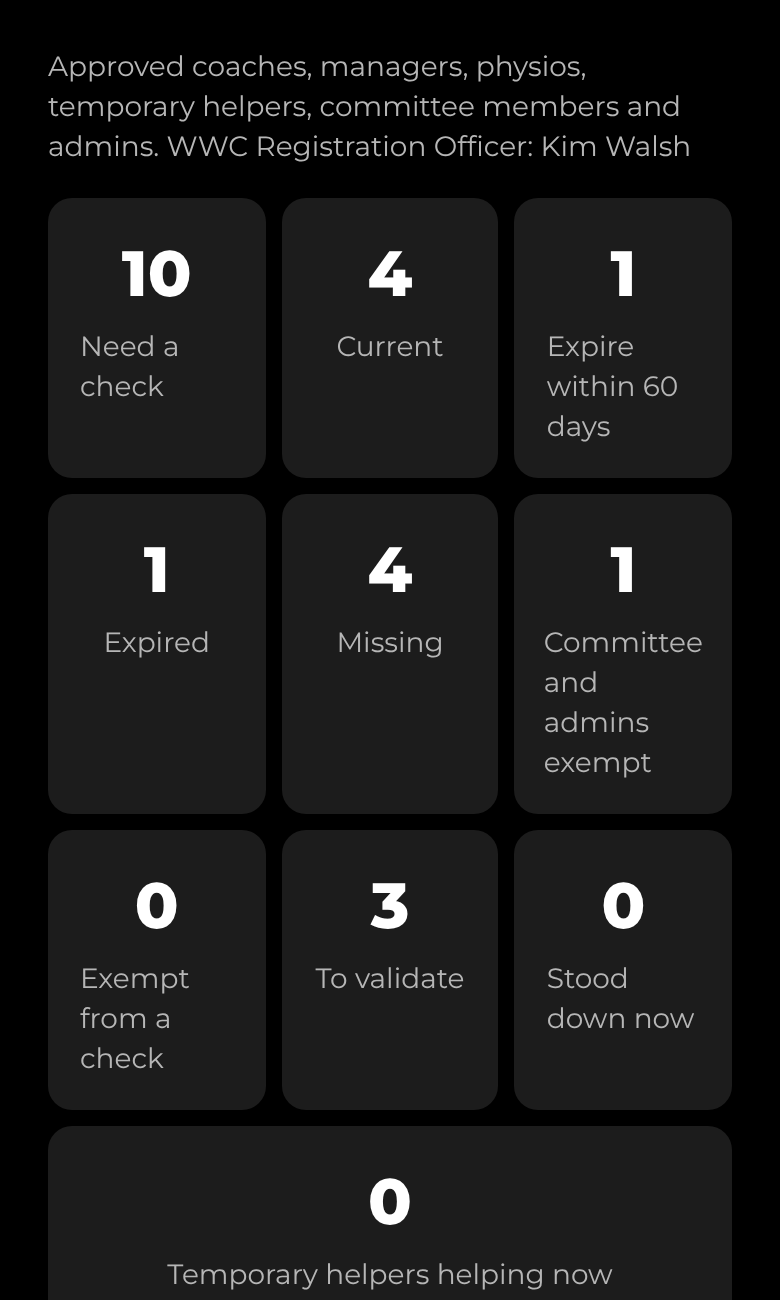 Approved coaches, managers, physios,
temporary helpers, committee members and
admins. WWC Registration Officer: Kim Walsh
10
Need a
check
4
Current
1
Expire
within 60
days
1
Expired
4
Missing
1
Committee
and
admins
exempt
0
Exempt
from a
check
3
To validate
0
Stood
down now
0
Temporary helpers helping now